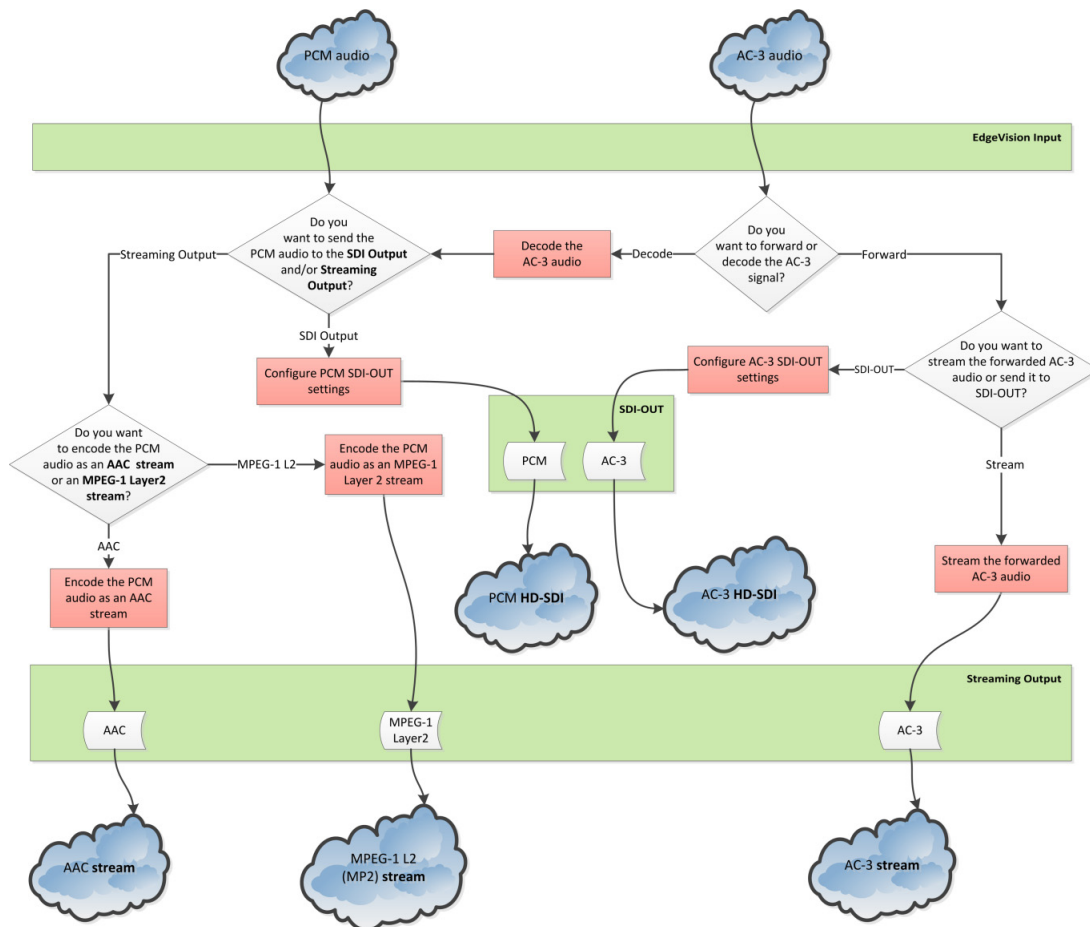 PCM audio
AC-3 audio
EdgeVision Input
Do you
want to send the
PCM audio to the SDI Output
and/or Streaming
Output?
Decode the
AC-3 audio
Decode
Do you
want to forward or
decode the AC-3
signal?
Forward
Streaming Output
SDI Output
Configure PCM SDI-OUT
settings
Configure AC-3 SDI-OUT
settings
SDI-OUT
Do you want to
stream the forwarded AC-3
audio or send it to
SDI-OUT?
SDI-OUT
Do you want
to encode the PCM
audio as an AAC stream
or an MPEG-1 Layer2
stream?
MPEG-1 L2
Encode the PCM
audio as an MPEG-1
Layer 2 stream
PCM
AC-3
Stream
AAC
Encode the PCM
audio as an AAC
stream
PCM HD-SDI
AC-3 HD-SDI
Stream the forwarded
AC-3 audio
Streaming Output
AAC
MPEG-1
Layer2
AC-3
AAC stream
MPEG-1 L2
(MP2) stream
AC-3 stream